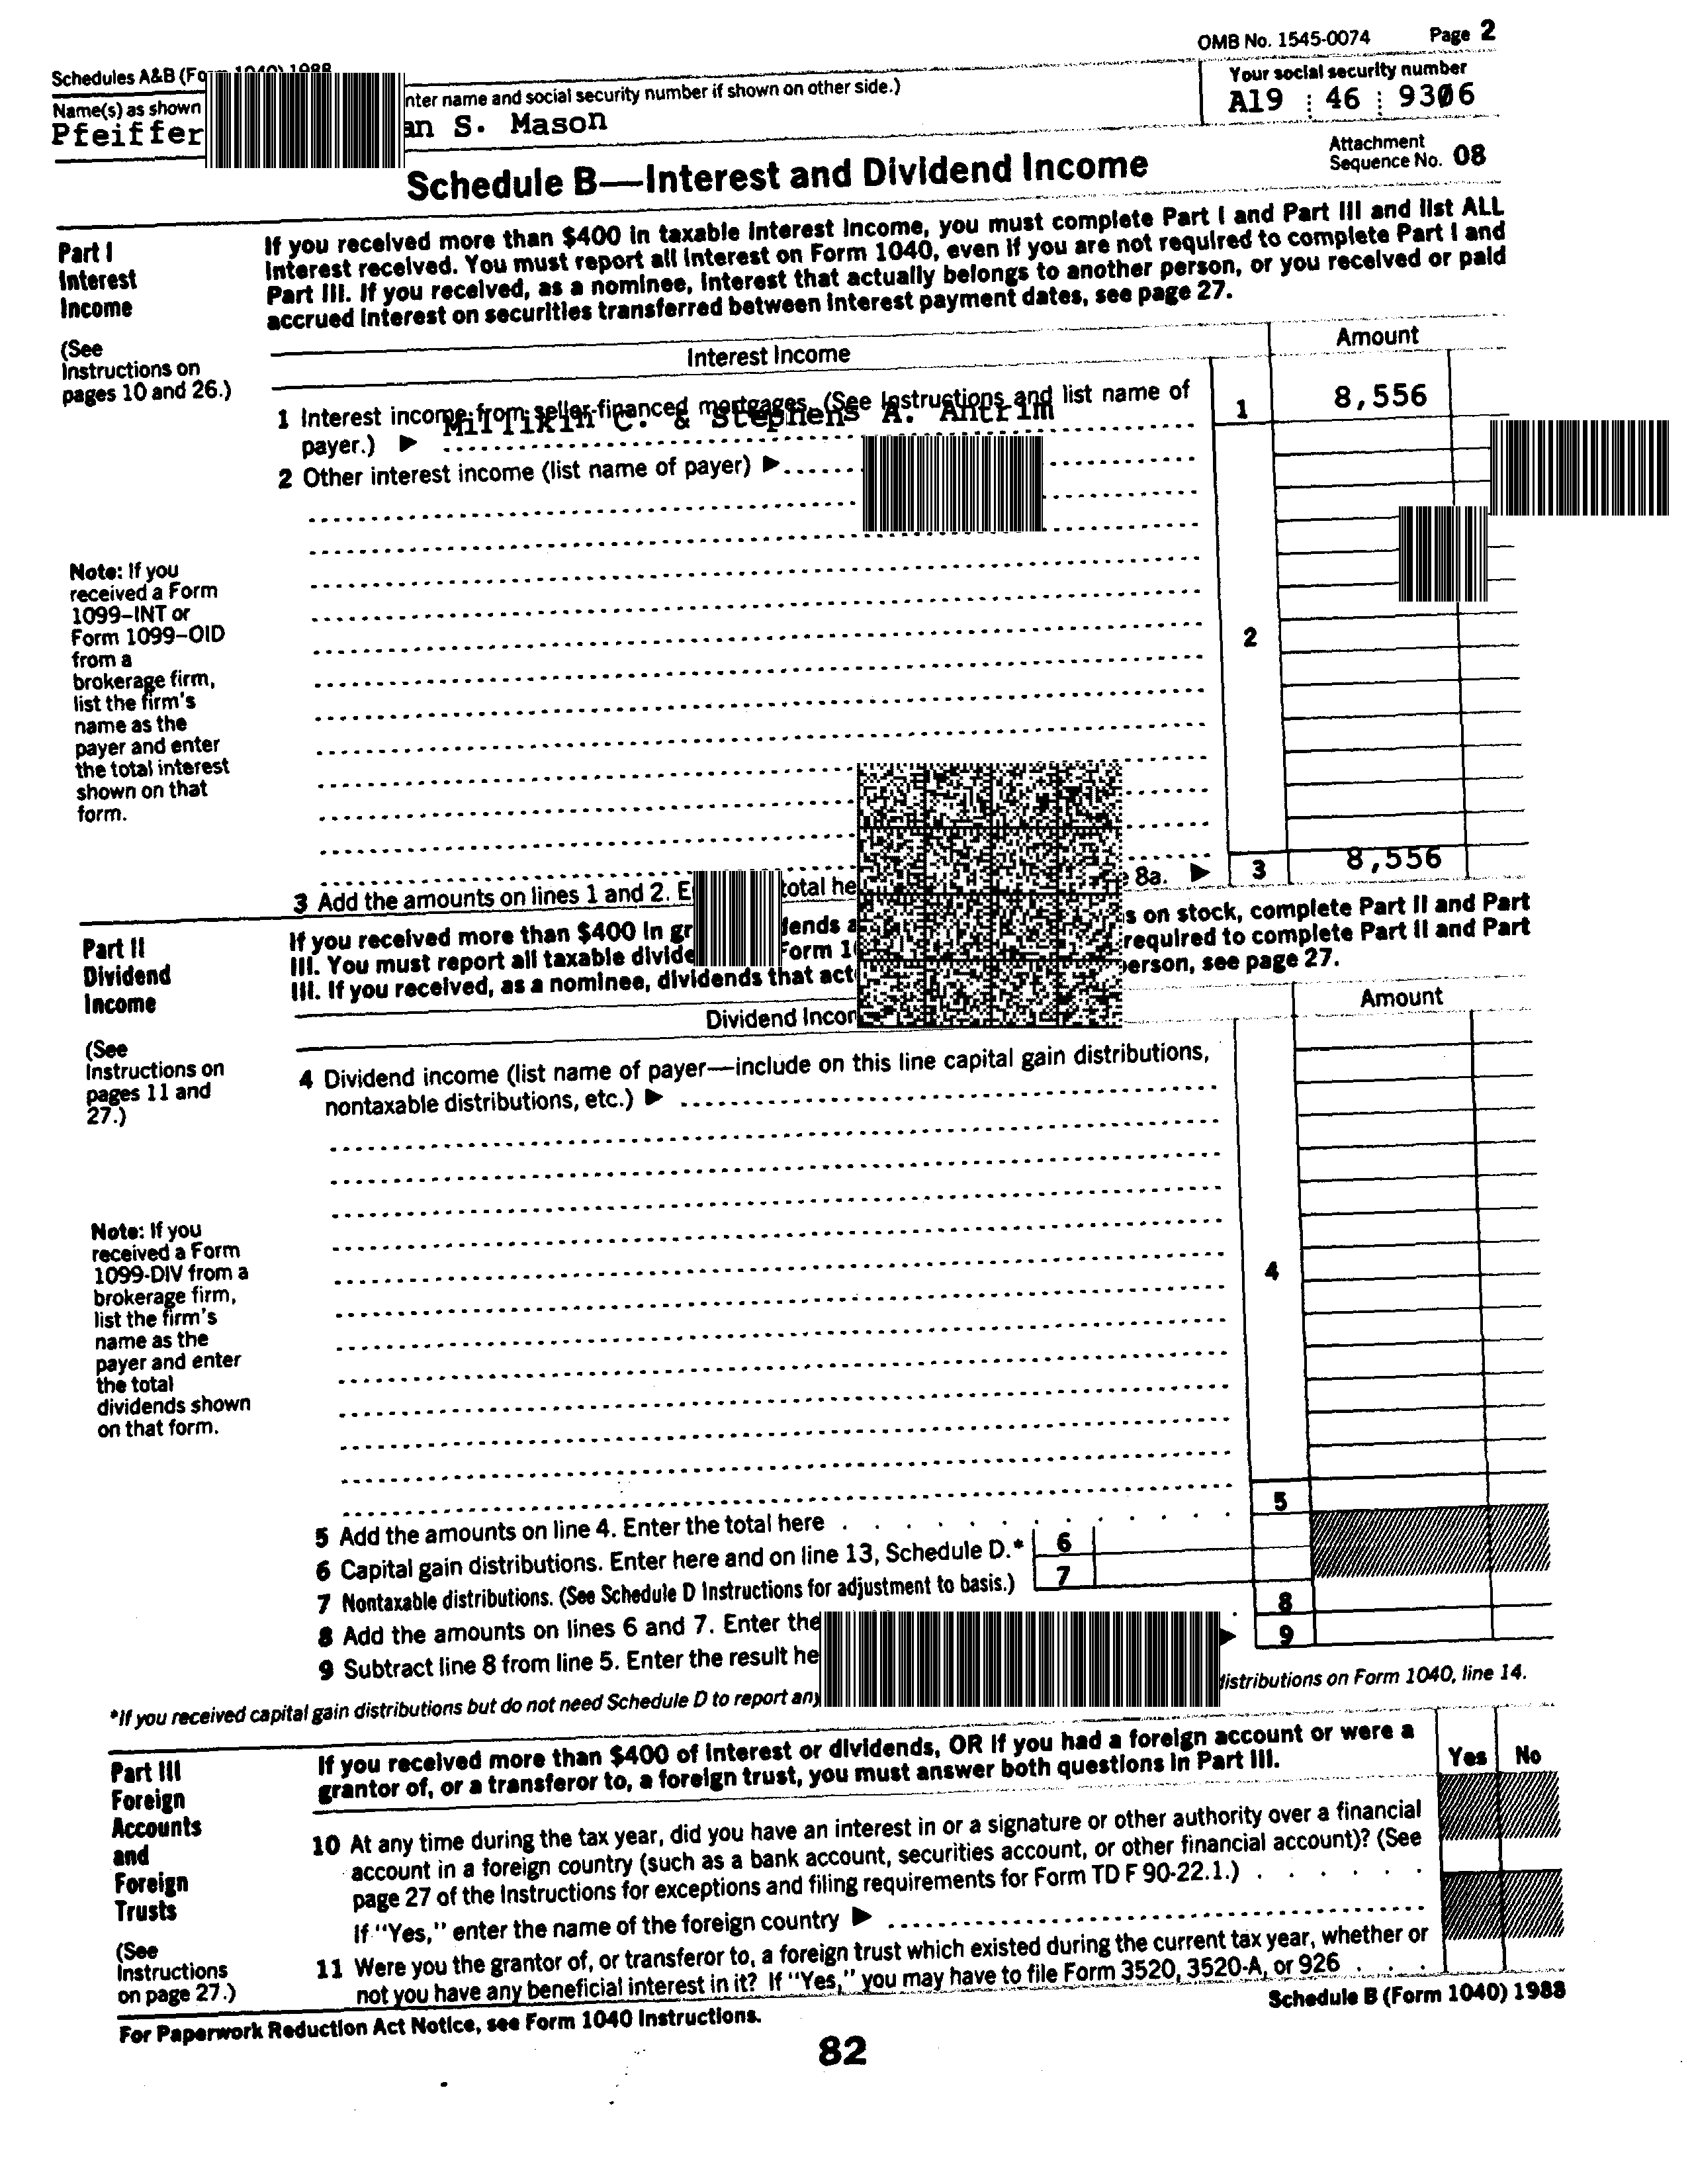 OMB No. 1545-0074 Page 2
Schedules A&B (Form 1040) 1988
Your social security number
Name(s) as shown nter name and social security number if shown on other side.)
A19 46 9306
Pfeiffer an S. Mason
Attachment
Sequence No. 08
Schedule B—Interest and Dividend Income
Part I
Interest
Income
If you received more than $400 in taxable interest income, you must complete Part I and Part III and list ALL
interest received. You must report all interest on Form 1040, even if you are not required to complete Part I and
Part III. If you received, as a nominee, interest that actually belongs to another person, or you received or paid
accrued interest on securities transferred between interest payment dates, see page 27.
(See
Instructions on
pages 10 and 26.)
Interest Income
Amount
1 Interest income from seller-financed mortgages. (See Instructions and list name of
payer.) ▶
Millikin C. & Stephens A. Antrim
1 8,556
2 Other interest income (list name of payer) ▶
Note: If you
received a Form
1099–INT or
Form 1099–OID
from a
brokerage firm,
list the firm's
name as the
payer and enter
the total interest
shown on that
form.
2
3 Add the amounts on lines 1 and 2. E total he 8a. ▶ 3 8,556
Part II
Dividend
Income
If you received more than $400 in gr dends a s on stock, complete Part II and Part
III. You must report all taxable divide Form 1 required to complete Part II and Part
III. If you received, as a nominee, dividends that act erson, see page 27.
Dividend Incom
Amount
(See
Instructions on
pages 11 and
27.)
4 Dividend income (list name of payer—include on this line capital gain distributions,
nontaxable distributions, etc.) ▶
Note: If you
received a Form
1099-DIV from a
brokerage firm,
list the firm's
name as the
payer and enter
the total
dividends shown
on that form.
4
5 Add the amounts on line 4. Enter the total here 5
6 Capital gain distributions. Enter here and on line 13, Schedule D.* 6
7 Nontaxable distributions. (See Schedule D Instructions for adjustment to basis.) 7
8 Add the amounts on lines 6 and 7. Enter the 8
9 Subtract line 8 from line 5. Enter the result he ▶ 9
*If you received capital gain distributions but do not need Schedule D to report any distributions on Form 1040, line 14.
Part III
Foreign
Accounts
and
Foreign
Trusts
If you received more than $400 of interest or dividends, OR if you had a foreign account or were a
grantor of, or a transferor to, a foreign trust, you must answer both questions in Part III.
Yes No
10 At any time during the tax year, did you have an interest in or a signature or other authority over a financial
account in a foreign country (such as a bank account, securities account, or other financial account)? (See
page 27 of the Instructions for exceptions and filing requirements for Form TD F 90-22.1.)
If "Yes," enter the name of the foreign country ▶
(See
Instructions
on page 27.)
11 Were you the grantor of, or transferor to, a foreign trust which existed during the current tax year, whether or
not you have any beneficial interest in it? If "Yes," you may have to file Form 3520, 3520-A, or 926
For Paperwork Reduction Act Notice, see Form 1040 Instructions.
Schedule B (Form 1040) 1988
82